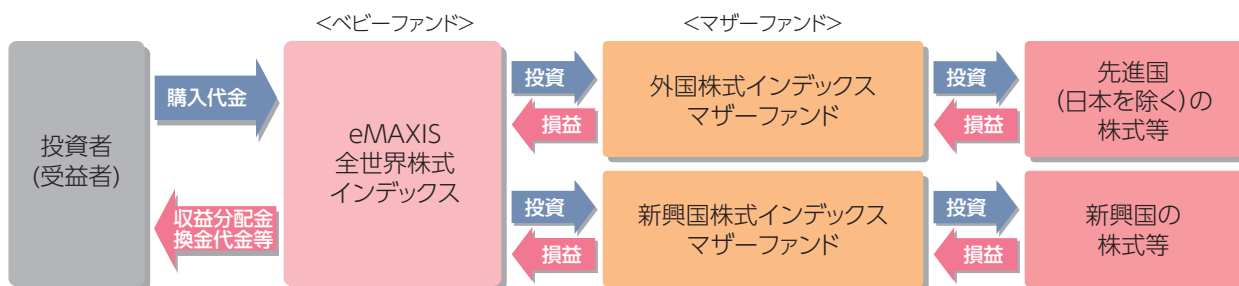 <ベビーファンド>
<マザーファンド>
投資者
(受益者)
購入代金
収益分配金
換金代金等
eMAXIS
全世界株式
インデックス
投資
損益
外国株式インデックス
マザーファンド
投資
損益
先進国
(日本を除く)の
株式等
投資
損益
新興国株式インデックス
マザーファンド
投資
損益
新興国の
株式等